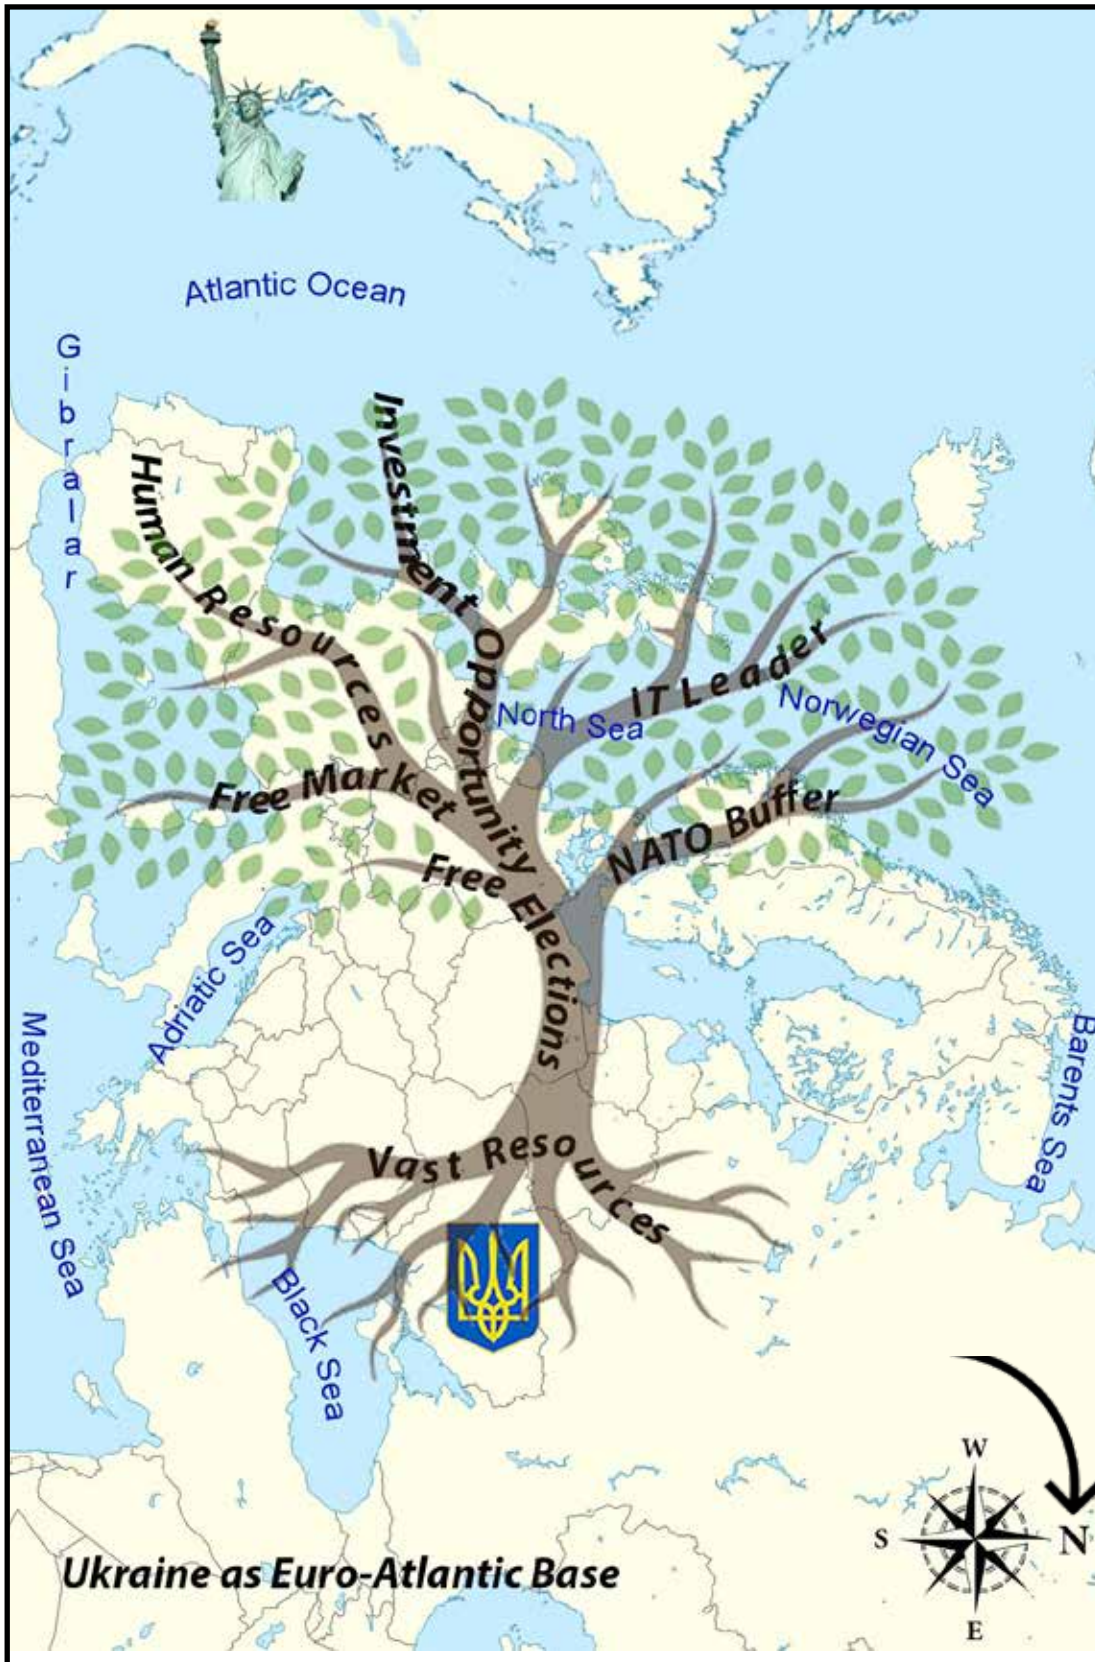 Atlantic Ocean
Gibralar
Investment Opportunity
Human Resources
IT Leader
North Sea
Norwegian Sea
Free Market
NATO Buffer
Free Elections
Adriatic Sea
Mediterranean Sea
Barents Sea
Vast Resources
Black Sea
W
S
N
E
Ukraine as Euro-Atlantic Base